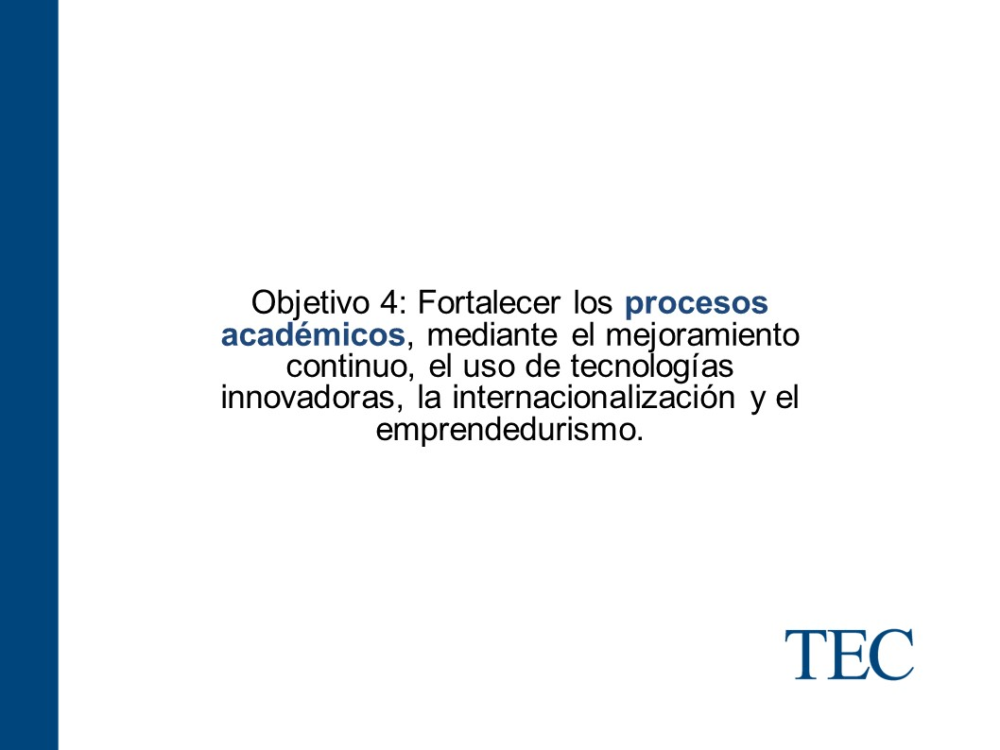 Objetivo 4: Fortalecer los procesos
académicos, mediante el mejoramiento
continuo, el uso de tecnologías
innovadoras, la internacionalización y el
emprendedurismo.
TEC